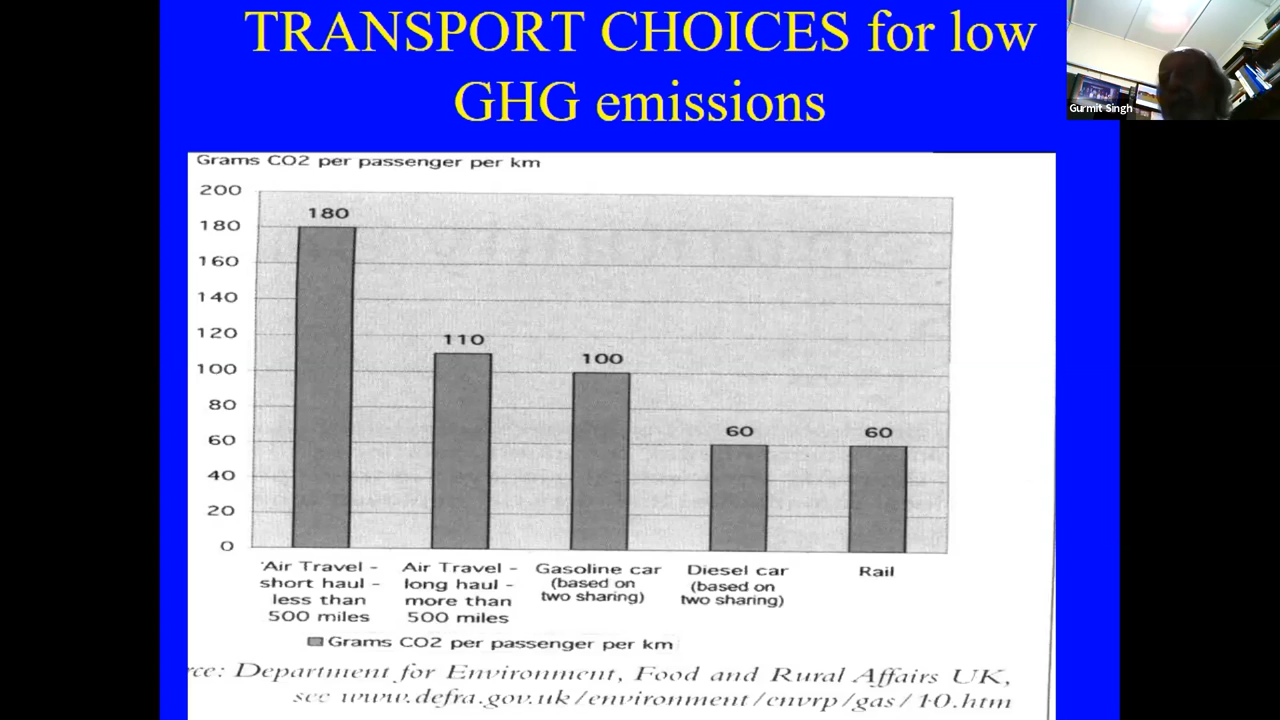 TRANSPORT CHOICES for low
GHG emissions
Gurmit Singh
Grams CO2 per passenger per km
200
180
160
140
120
100
80
60
40
20
0
180
110
100
60
60
'Air Travel -
short haul -
less than
500 miles
Air Travel -
long haul -
more than
500 miles
Gasoline car
(based on
two sharing)
Diesel car
(based on
two sharing)
Rail
Grams CO2 per passenger per km
rce: Department for Environment, Food and Rural Affairs UK,
see www.defra.gov.uk/environment/envrp/gas/10.htm